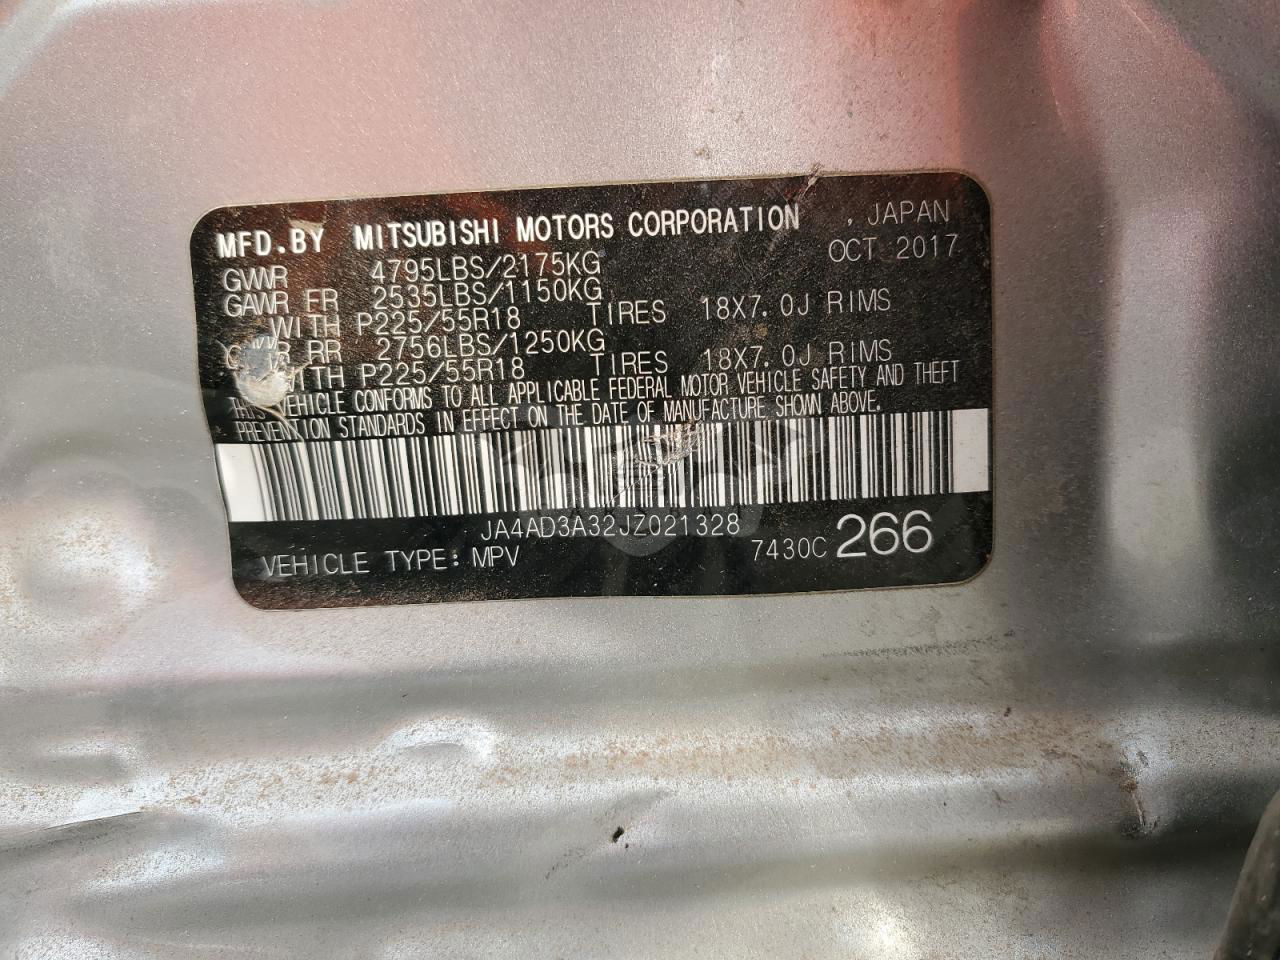 MFD.BY MITSUBISHI MOTORS CORPORATION , JAPAN
GVWR 4795LBS/2175KG OCT 2017
GAWR FR 2535LBS/1150KG
WITH P225/55R18 TIRES 18X7.0J RIMS
RR 2756LBS/1250KG
WITH P225/55R18 TIRES 18X7.0J RIMS
THIS VEHICLE CONFORMS TO ALL APPLICABLE FEDERAL MOTOR VEHICLE SAFETY AND THEFT
PREVENTION STANDARDS IN EFFECT ON THE DATE OF MANUFACTURE SHOWN ABOVE.
JA4AD3A32JZ021328
VEHICLE TYPE: MPV 7430C 266